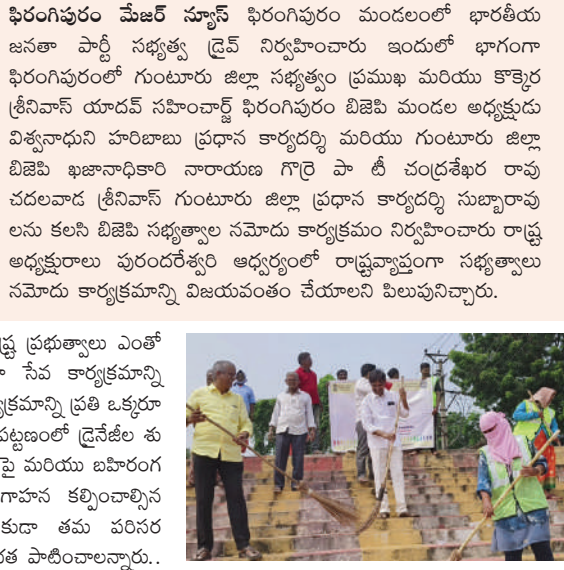 ఫిరంగిపురం మేజర్ న్యూస్ ఫిరంగిపురం మండలంలో భారతీయ
జనతా పార్టీ సభ్యత్వ డ్రైవ్ నిర్వహించారు ఇందులో భాగంగా
ఫిరంగిపురంలో గుంటూరు జిల్లా సభ్యత్వం ప్రముఖ మరియు కొక్కెర
శ్రీనివాస్ యాదవ్ సహించార్జ్ ఫిరంగిపురం బిజెపి మండల అధ్యక్షుడు
విశ్వనాధుని హరిబాబు ప్రధాన కార్యదర్శి మరియు గుంటూరు జిల్లా
బిజెపి ఖజానాధికారి నారాయణ గొర్రె పా టీ చంద్రశేఖర రావు
చదలవాడ శ్రీనివాస్ గుంటూరు జిల్లా ప్రధాన కార్యదర్శి సుబ్బారావు
లను కలసి బిజెపి సభ్యత్వాల నమోదు కార్యక్రమం నిర్వహించారు రాష్ట్ర
అధ్యక్షురాలు పురందరేశ్వరి ఆధ్వర్యంలో రాష్ట్రవ్యాప్తంగా సభ్యత్వాలు
నమోదు కార్యక్రమాన్ని విజయవంతం చేయాలని పిలుపునిచ్చారు.
ప్రభుత్వాలు ఎంతో
సేవ కార్యక్రమాన్ని
ప్రతి ఒక్కరూ
పట్టణంలో డ్రైనేజీల శు
పై మరియు బహిరంగ
గాహన కల్పించాల్సిన
కుడా తమ పరిసర
పాటించాలన్నారు..